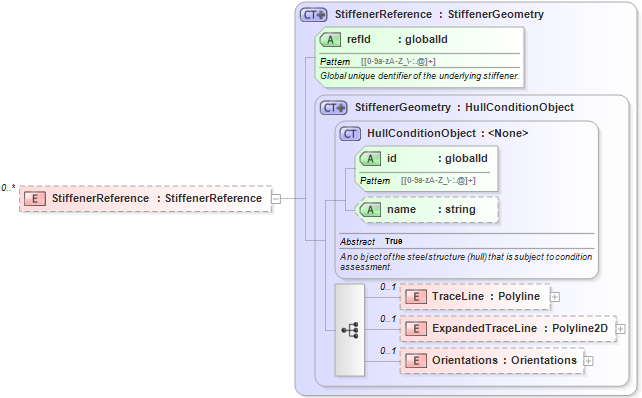 CT StiffenerReference : StiffenerGeometry
A refId : globalId
Pattern [[0-9a-zA-Z_\-:.@]+]
Global unique dentifier of the underlying stiffener.
CT StiffenerGeometry : HullConditionObject
CT HullConditionObject : <None>
A id : globalId
Pattern [[0-9a-zA-Z_\-:.@]+]
0..*
E StiffenerReference : StiffenerReference
A name : string
Abstract True
An object of the steel structure (hull) that is subject to condition
assessment.
0..1
E TraceLine : Polyline
0..1
E ExpandedTraceLine : Polyline2D
0..1
E Orientations : Orientations